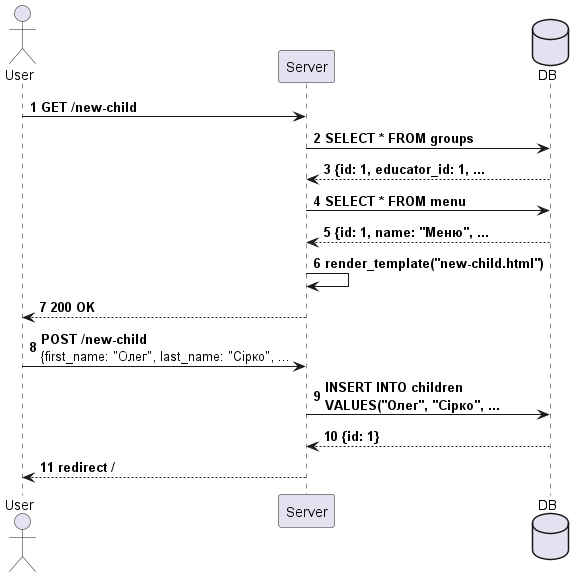 User
Server
DB
1 GET /new-child
2 SELECT * FROM groups
3 {id: 1, educator_id: 1, ...
4 SELECT * FROM menu
5 {id: 1, name: "Меню", ...
6 render_template("new-child.html")
7 200 OK
8 POST /new-child
{first_name: "Олег", last_name: "Сірко", ...
9 INSERT INTO children
VALUES("Олег", "Сірко", ...
10 {id: 1}
11 redirect /
User
Server
DB